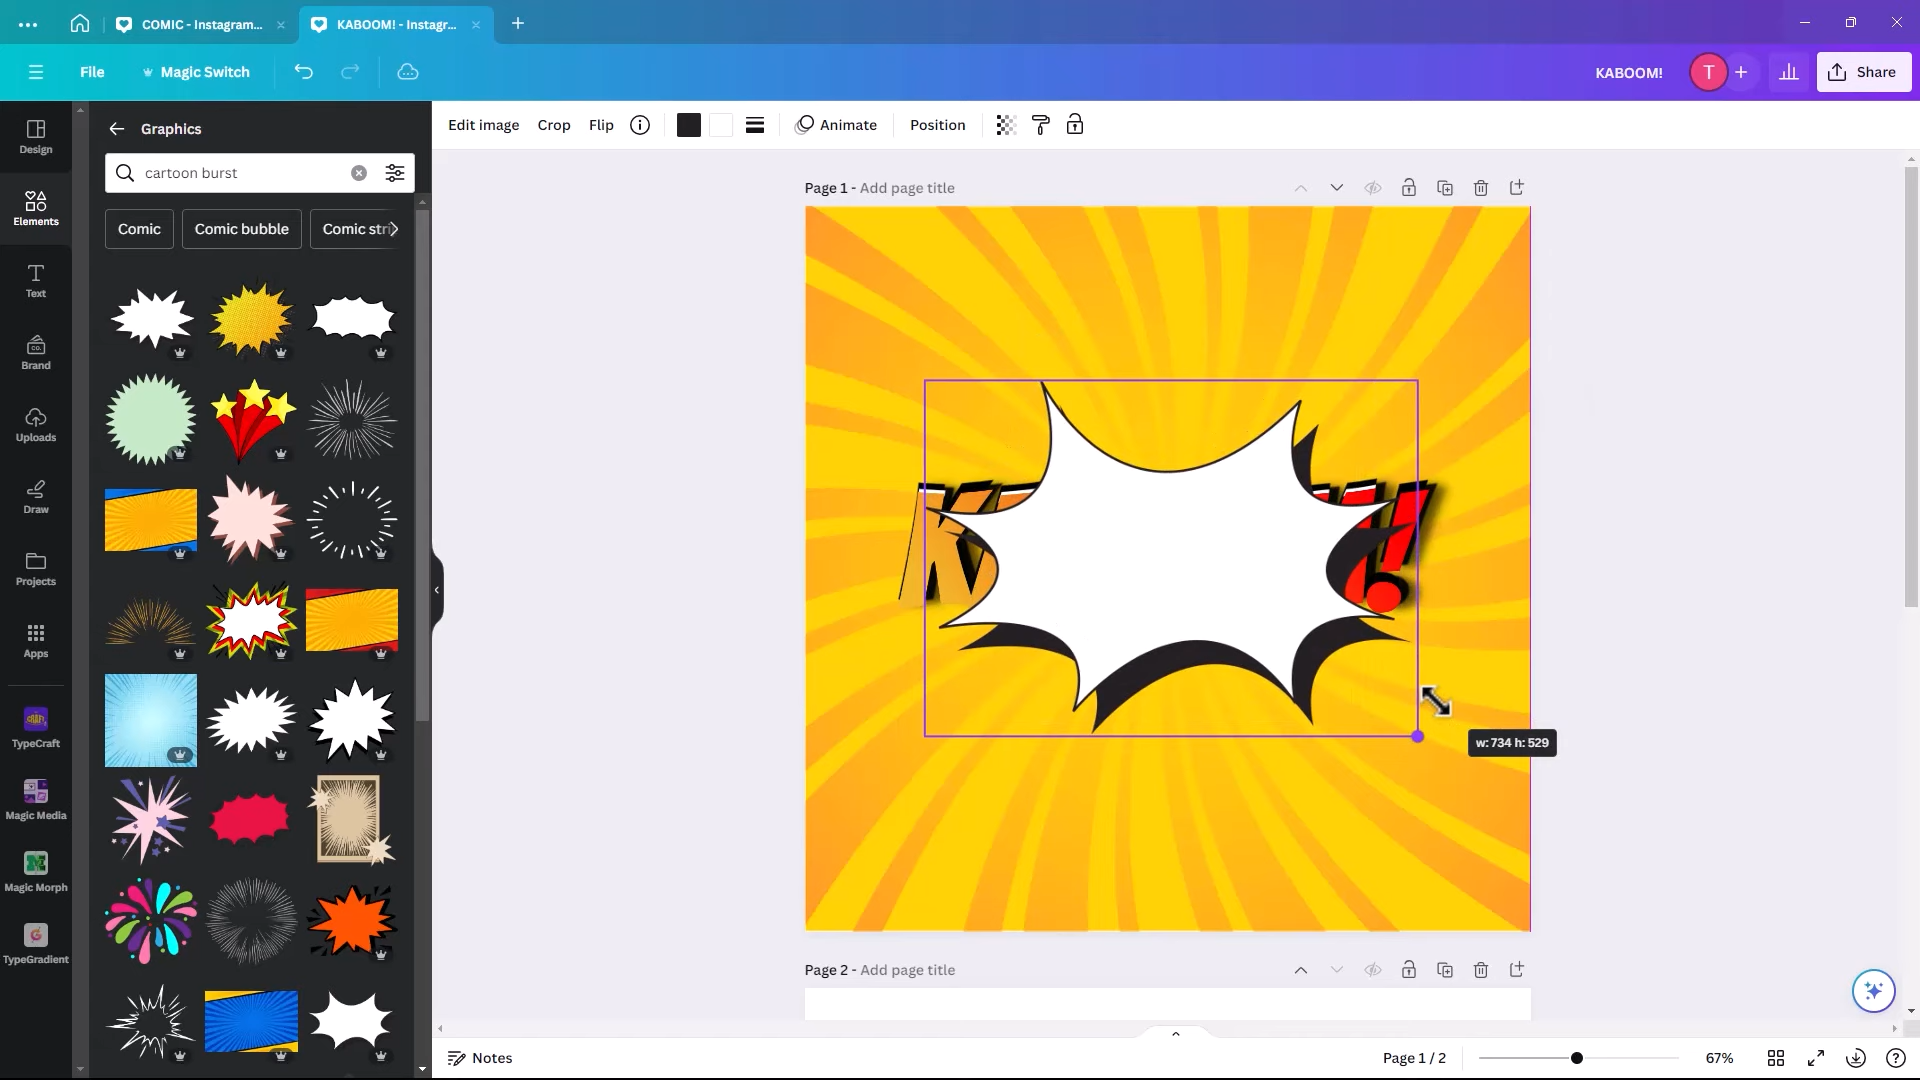 COMIC - Instagram...
KABOOM! - Instagr...
File
Magic Switch
KABOOM!
T
Share
Design
Elements
Text
Brand
Uploads
Draw
Projects
Apps
TypeCraft
Magic Media
Magic Morph
TypeGradient
Graphics
cartoon burst
Comic
Comic bubble
Comic stri
Edit image
Crop
Flip
Animate
Position
Page 1 - Add page title
K
!!
w: 734 h: 529
Page 2 - Add page title
Notes
Page 1 / 2
67%